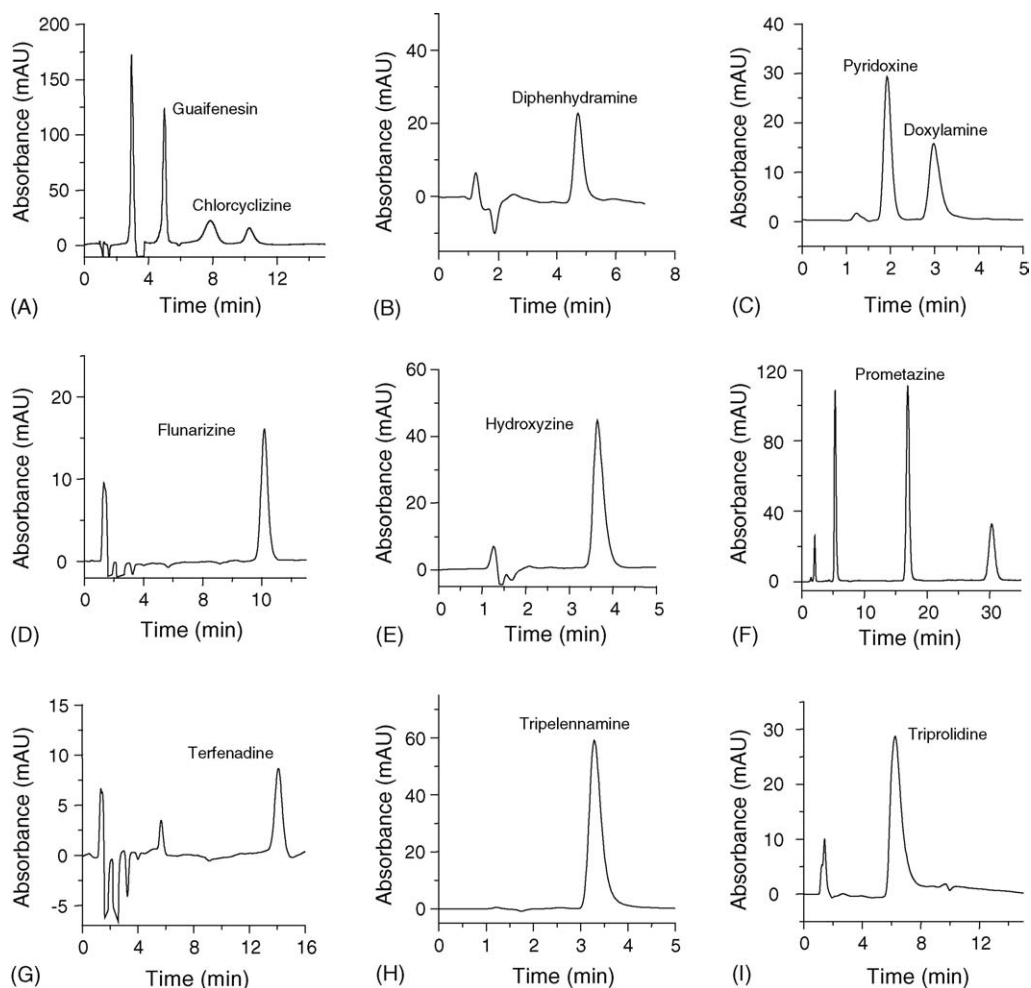 200
150
100
50
0
Absorbance (mAU)
Guaifenesin
Chlorcyclizine
0 4 8 12
Time (min)
(A)
40
20
0
Absorbance (mAU)
Diphenhydramine
0 2 4 6 8
Time (min)
(B)
40
30
20
10
0
Absorbance (mAU)
Pyridoxine
Doxylamine
0 1 2 3 4 5
Time (min)
(C)
20
10
0
Absorbance (mAU)
Flunarizine
0 4 8 10
Time (min)
(D)
60
40
20
0
Absorbance (mAU)
Hydroxyzine
0 1 2 3 4 5
Time (min)
(E)
120
80
40
0
Absorbance (mAU)
Prometazine
0 10 20 30
Time (min)
(F)
15
10
5
0
-5
Absorbance (mAU)
Terfenadine
0 4 8 12 16
Time (min)
(G)
60
40
20
0
Absorbance (mAU)
Tripelennamine
0 1 2 3 4 5
Time (min)
(H)
30
20
10
0
Absorbance (mAU)
Triprolidine
0 4 8 12
Time (min)
(I)